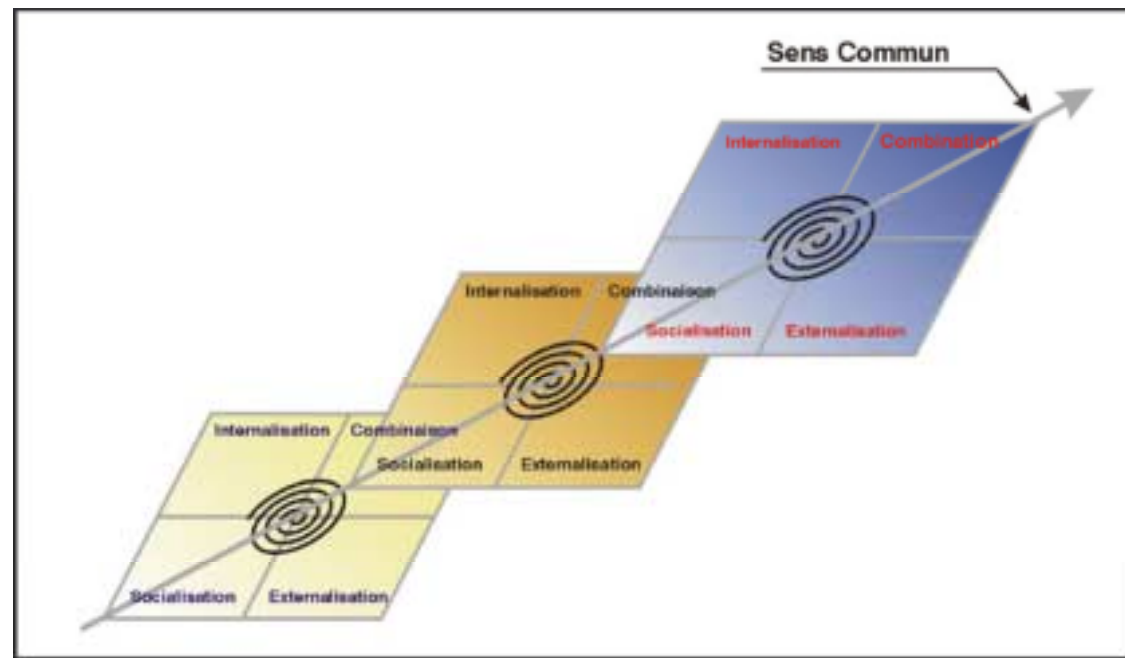 Sens Commun
Internalisation Combination
Socialisation Externalisation
Internalisation Combinaison
Socialisation Externalisation
Internalisation Combinaison
Socialisation Externalisation